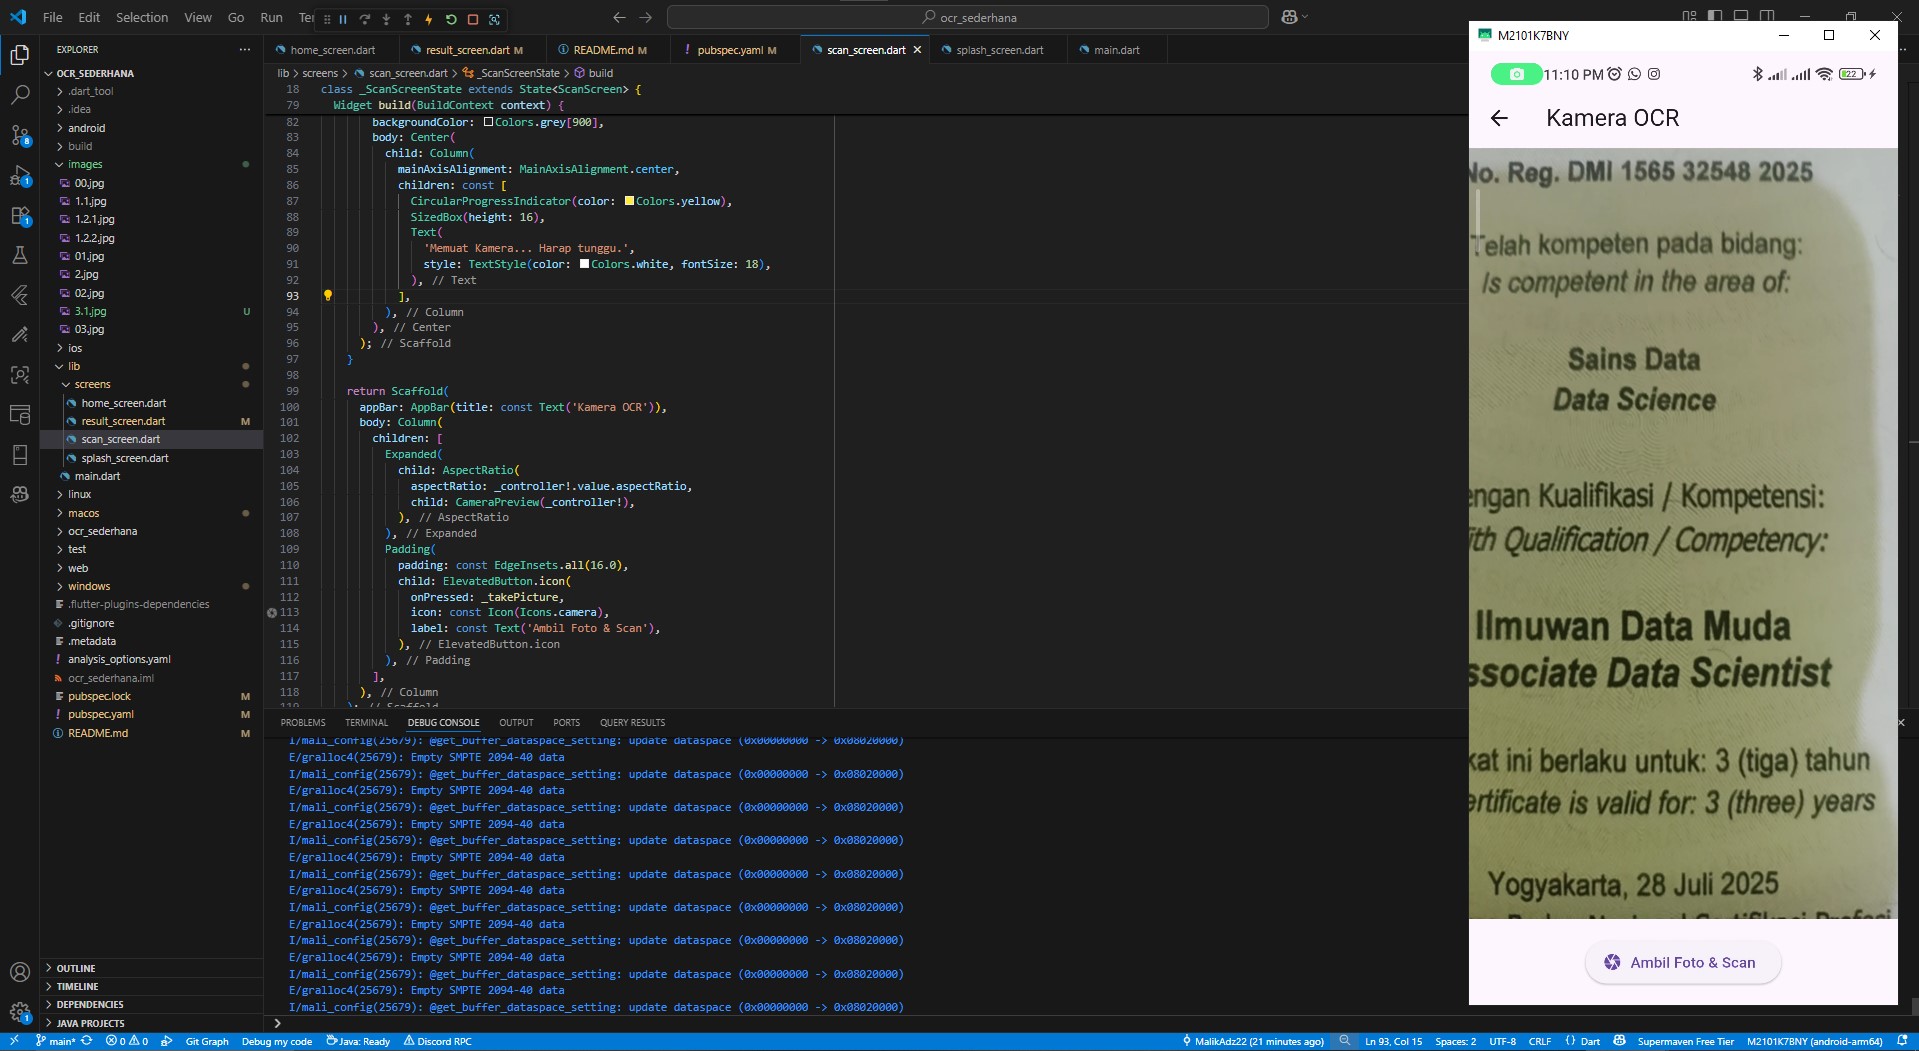 File Edit Selection View Go Run
ocr_sederhana
EXPLORER
OCR_SEDERHANA
.dart_tool
.idea
android
build
images
00.jpg
1.1.jpg
1.2.1.jpg
1.2.2.jpg
01.jpg
2.jpg
02.jpg
3.1.jpg U
03.jpg
ios
lib
screens
home_screen.dart
result_screen.dart M
scan_screen.dart
splash_screen.dart
main.dart
linux
macos
ocr_sederhana
test
web
windows
.flutter-plugins-dependencies
.gitignore
.metadata
analysis_options.yaml
ocr_sederhana.iml
pubspec.lock M
pubspec.yaml M
README.md M
OUTLINE
TIMELINE
DEPENDENCIES
JAVA PROJECTS
home_screen.dart result_screen.dart M README.md M pubspec.yaml M scan_screen.dart splash_screen.dart main.dart
lib > screens > scan_screen.dart > _ScanScreenState > build
18 class _ScanScreenState extends State<ScanScreen> {
79 Widget build(BuildContext context) {
82 backgroundColor: Colors.grey[900],
83 body: Center(
84 child: Column(
85 mainAxisAlignment: MainAxisAlignment.center,
86 children: const [
87 CircularProgressIndicator(color: Colors.yellow),
88 SizedBox(height: 16),
89 Text(
90 'Memuat Kamera... Harap tunggu.',
91 style: TextStyle(color: Colors.white, fontSize: 18),
92 ), // Text
93 ],
94 ), // Column
95 ), // Center
96 ); // Scaffold
97 }
98
99 return Scaffold(
100 appBar: AppBar(title: const Text('Kamera OCR')),
101 body: Column(
102 children: [
103 Expanded(
104 child: AspectRatio(
105 aspectRatio: _controller!.value.aspectRatio,
106 child: CameraPreview(_controller!),
107 ), // AspectRatio
108 ), // Expanded
109 Padding(
110 padding: const EdgeInsets.all(16.0),
111 child: ElevatedButton.icon(
112 onPressed: _takePicture,
113 icon: const Icon(Icons.camera),
114 label: const Text('Ambil Foto & Scan'),
115 ), // ElevatedButton.icon
116 ), // Padding
117 ],
118 ), // Column
PROBLEMS TERMINAL DEBUG CONSOLE OUTPUT PORTS QUERY RESULTS
I/mali_config(25679): @get_buffer_dataspace_setting: update dataspace (0x00000000 -> 0x08020000)
E/gralloc4(25679): Empty SMPTE 2094-40 data
I/mali_config(25679): @get_buffer_dataspace_setting: update dataspace (0x00000000 -> 0x08020000)
E/gralloc4(25679): Empty SMPTE 2094-40 data
I/mali_config(25679): @get_buffer_dataspace_setting: update dataspace (0x00000000 -> 0x08020000)
E/gralloc4(25679): Empty SMPTE 2094-40 data
I/mali_config(25679): @get_buffer_dataspace_setting: update dataspace (0x00000000 -> 0x08020000)
E/gralloc4(25679): Empty SMPTE 2094-40 data
I/mali_config(25679): @get_buffer_dataspace_setting: update dataspace (0x00000000 -> 0x08020000)
E/gralloc4(25679): Empty SMPTE 2094-40 data
I/mali_config(25679): @get_buffer_dataspace_setting: update dataspace (0x00000000 -> 0x08020000)
E/gralloc4(25679): Empty SMPTE 2094-40 data
I/mali_config(25679): @get_buffer_dataspace_setting: update dataspace (0x00000000 -> 0x08020000)
E/gralloc4(25679): Empty SMPTE 2094-40 data
I/mali_config(25679): @get_buffer_dataspace_setting: update dataspace (0x00000000 -> 0x08020000)
E/gralloc4(25679): Empty SMPTE 2094-40 data
I/mali_config(25679): @get_buffer_dataspace_setting: update dataspace (0x00000000 -> 0x08020000)
M2101K7BNY
11:10 PM 22
Kamera OCR
No. Reg. DMI 1565 32548 2025
Telah kompeten pada bidang:
Is competent in the area of:
Sains Data
Data Science
engan Kualifikasi / Kompetensi:
ith Qualification / Competency:
Ilmuwan Data Muda
ssociate Data Scientist
kat ini berlaku untuk: 3 (tiga) tahun
ertificate is valid for: 3 (three) years
Yogyakarta, 28 Juli 2025
Ambil Foto & Scan
main* 0 0 Git Graph Debug my code Java: Ready Discord RPC MalikAdz22 (21 minutes ago) Ln 93, Col 15 Spaces: 2 UTF-8 CRLF Dart Supermaven Free Tier M2101K7BNY (android-arm64)